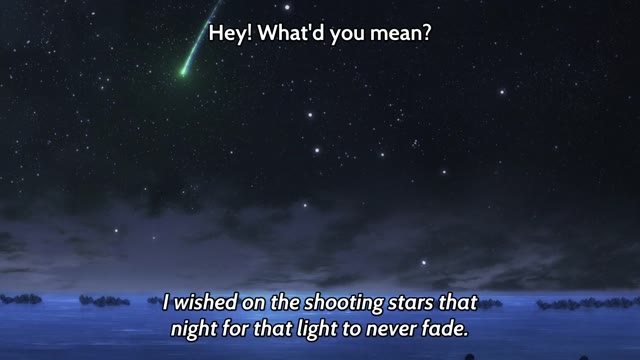 Hey! What'd you mean?
I wished on the shooting stars that
night for that light to never fade.